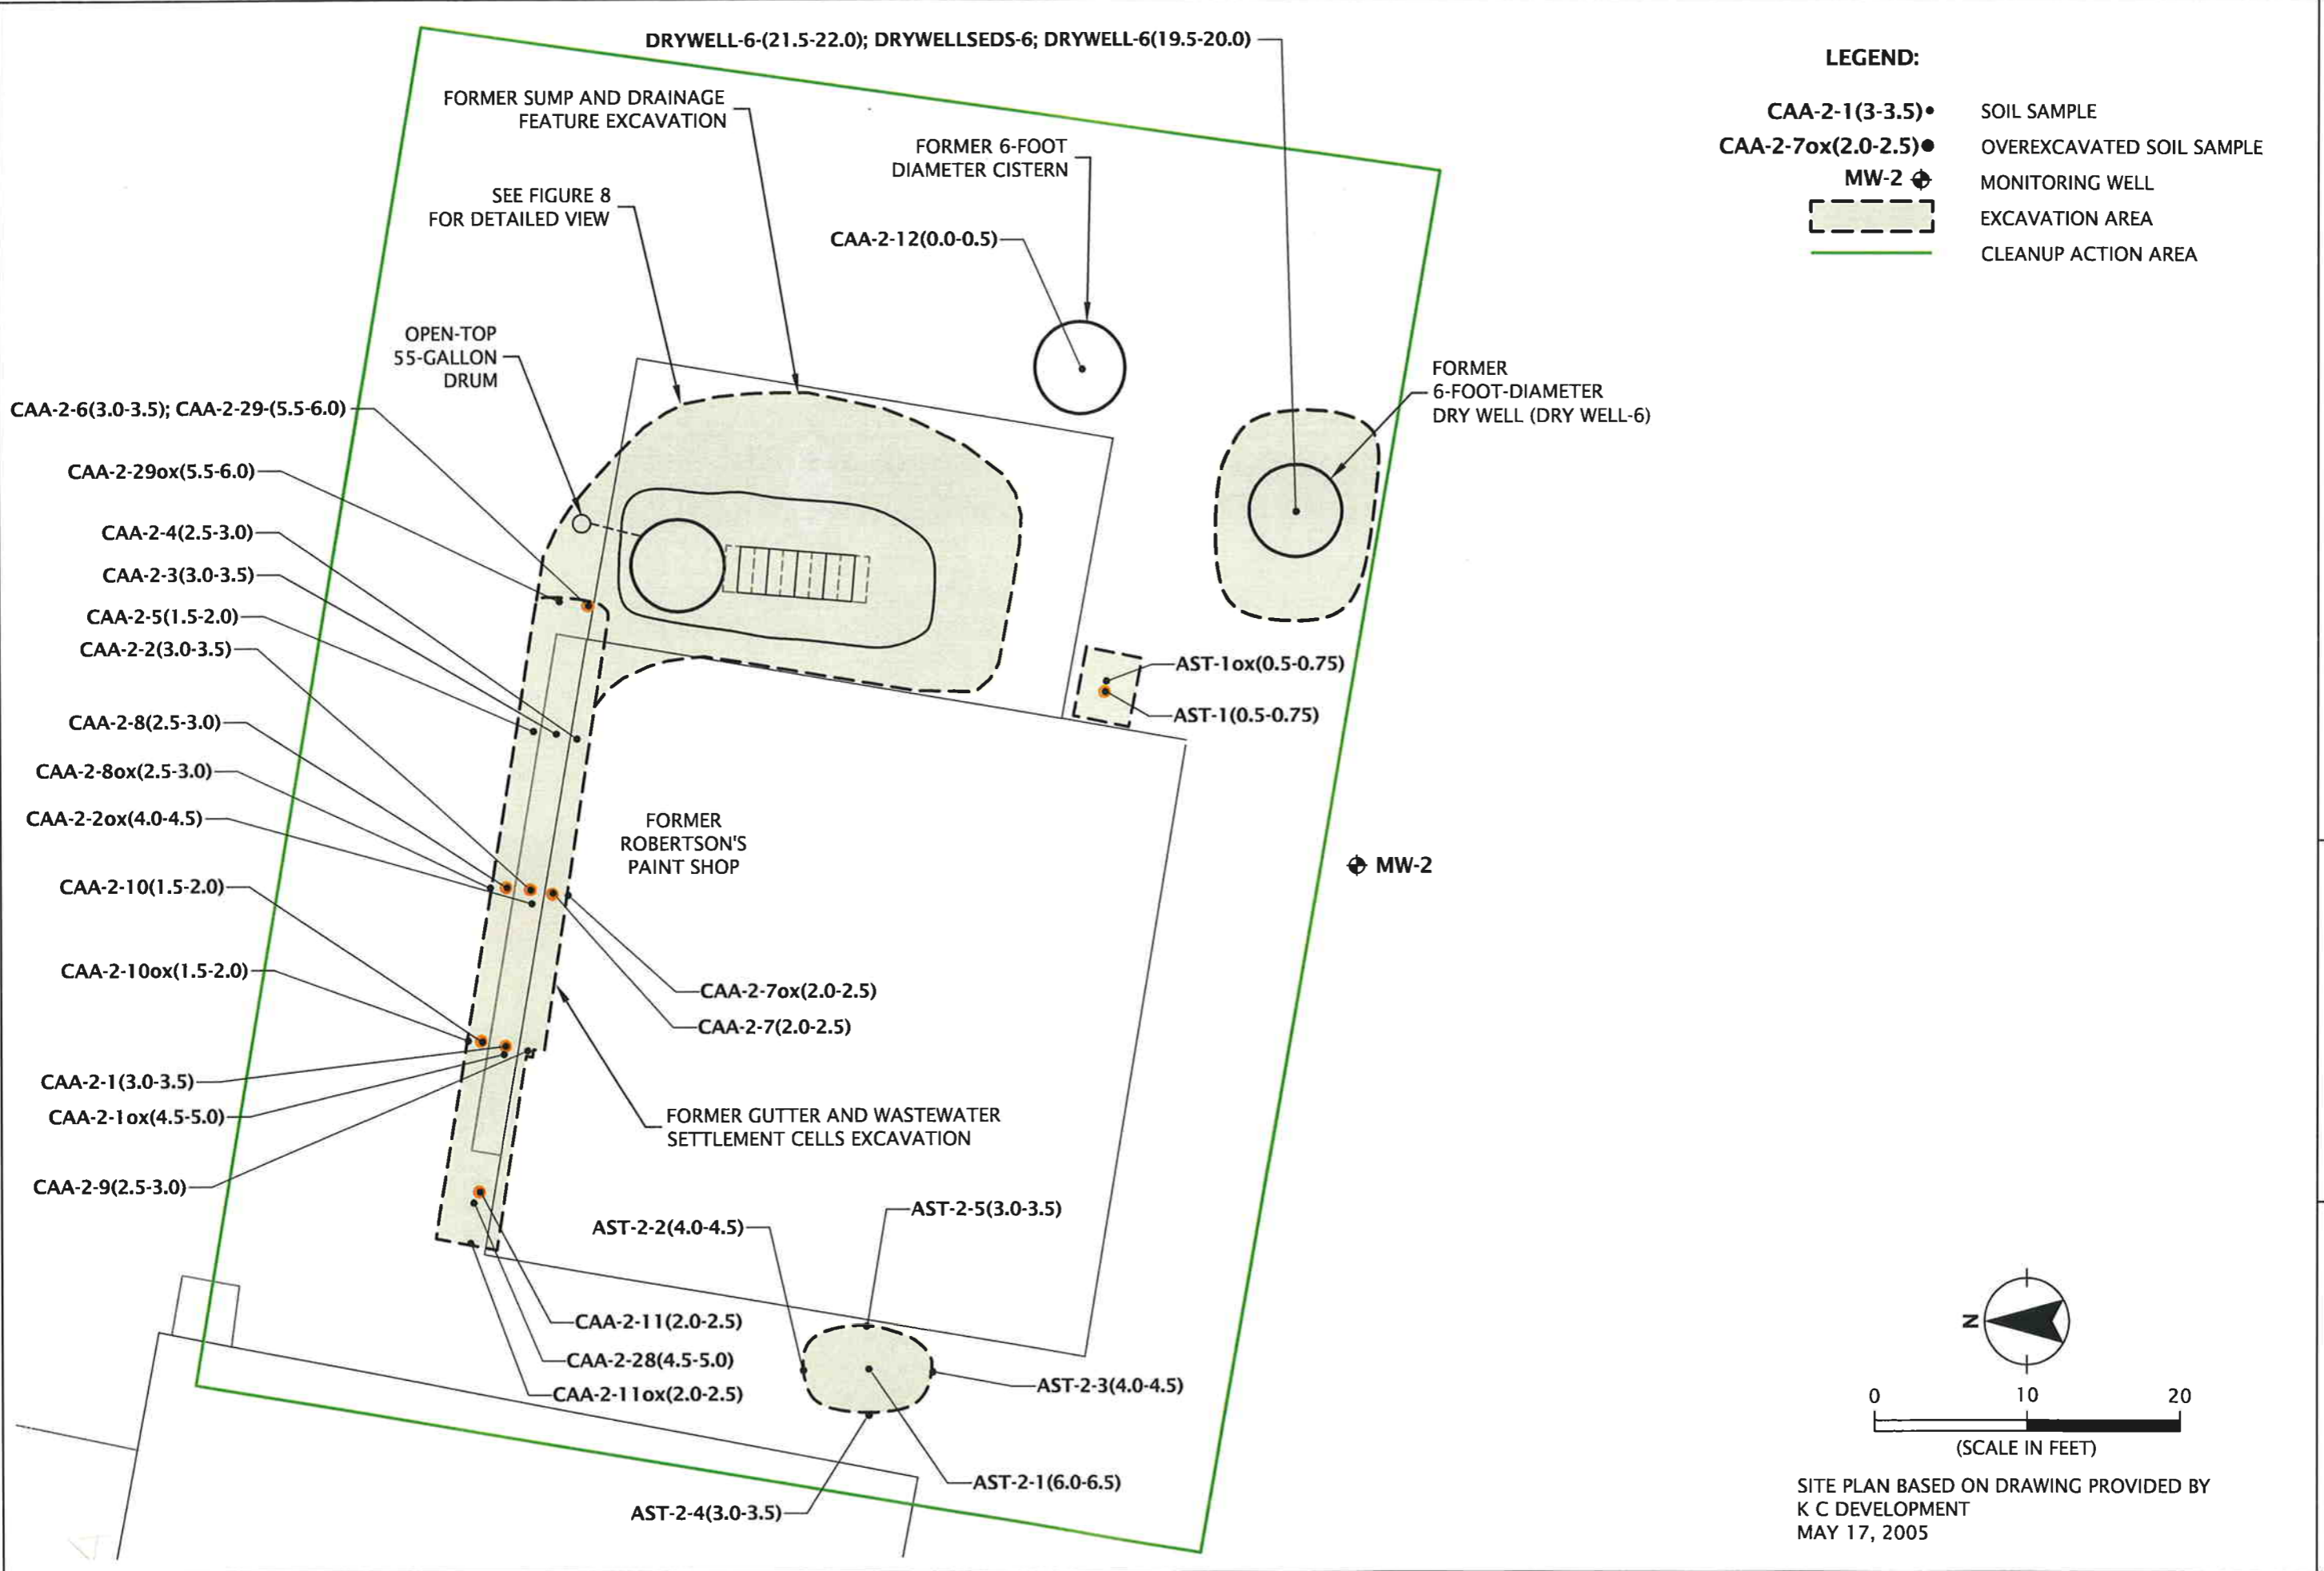 DRYWELL-6-(21.5-22.0); DRYWELLSEDS-6; DRYWELL-6(19.5-20.0)
LEGEND:
CAA-2-1(3-3.5) SOIL SAMPLE
CAA-2-7ox(2.0-2.5) OVEREXCAVATED SOIL SAMPLE
MW-2 MONITORING WELL
EXCAVATION AREA
CLEANUP ACTION AREA
FORMER SUMP AND DRAINAGE
FEATURE EXCAVATION
FORMER 6-FOOT
DIAMETER CISTERN
SEE FIGURE 8
FOR DETAILED VIEW
CAA-2-12(0.0-0.5)
OPEN-TOP
55-GALLON
DRUM
FORMER
6-FOOT-DIAMETER
DRY WELL (DRY WELL-6)
CAA-2-6(3.0-3.5); CAA-2-29-(5.5-6.0)
CAA-2-29ox(5.5-6.0)
CAA-2-4(2.5-3.0)
CAA-2-3(3.0-3.5)
CAA-2-5(1.5-2.0)
CAA-2-2(3.0-3.5)
AST-1ox(0.5-0.75)
AST-1(0.5-0.75)
CAA-2-8(2.5-3.0)
CAA-2-8ox(2.5-3.0)
CAA-2-2ox(4.0-4.5)
FORMER
ROBERTSON'S
PAINT SHOP
MW-2
CAA-2-10(1.5-2.0)
CAA-2-10ox(1.5-2.0)
CAA-2-7ox(2.0-2.5)
CAA-2-7(2.0-2.5)
CAA-2-1(3.0-3.5)
CAA-2-1ox(4.5-5.0)
FORMER GUTTER AND WASTEWATER
SETTLEMENT CELLS EXCAVATION
CAA-2-9(2.5-3.0)
AST-2-2(4.0-4.5)
AST-2-5(3.0-3.5)
CAA-2-11(2.0-2.5)
CAA-2-28(4.5-5.0)
CAA-2-11ox(2.0-2.5)
AST-2-3(4.0-4.5)
AST-2-1(6.0-6.5)
AST-2-4(3.0-3.5)
N
0 10 20
(SCALE IN FEET)
SITE PLAN BASED ON DRAWING PROVIDED BY
K C DEVELOPMENT
MAY 17, 2005